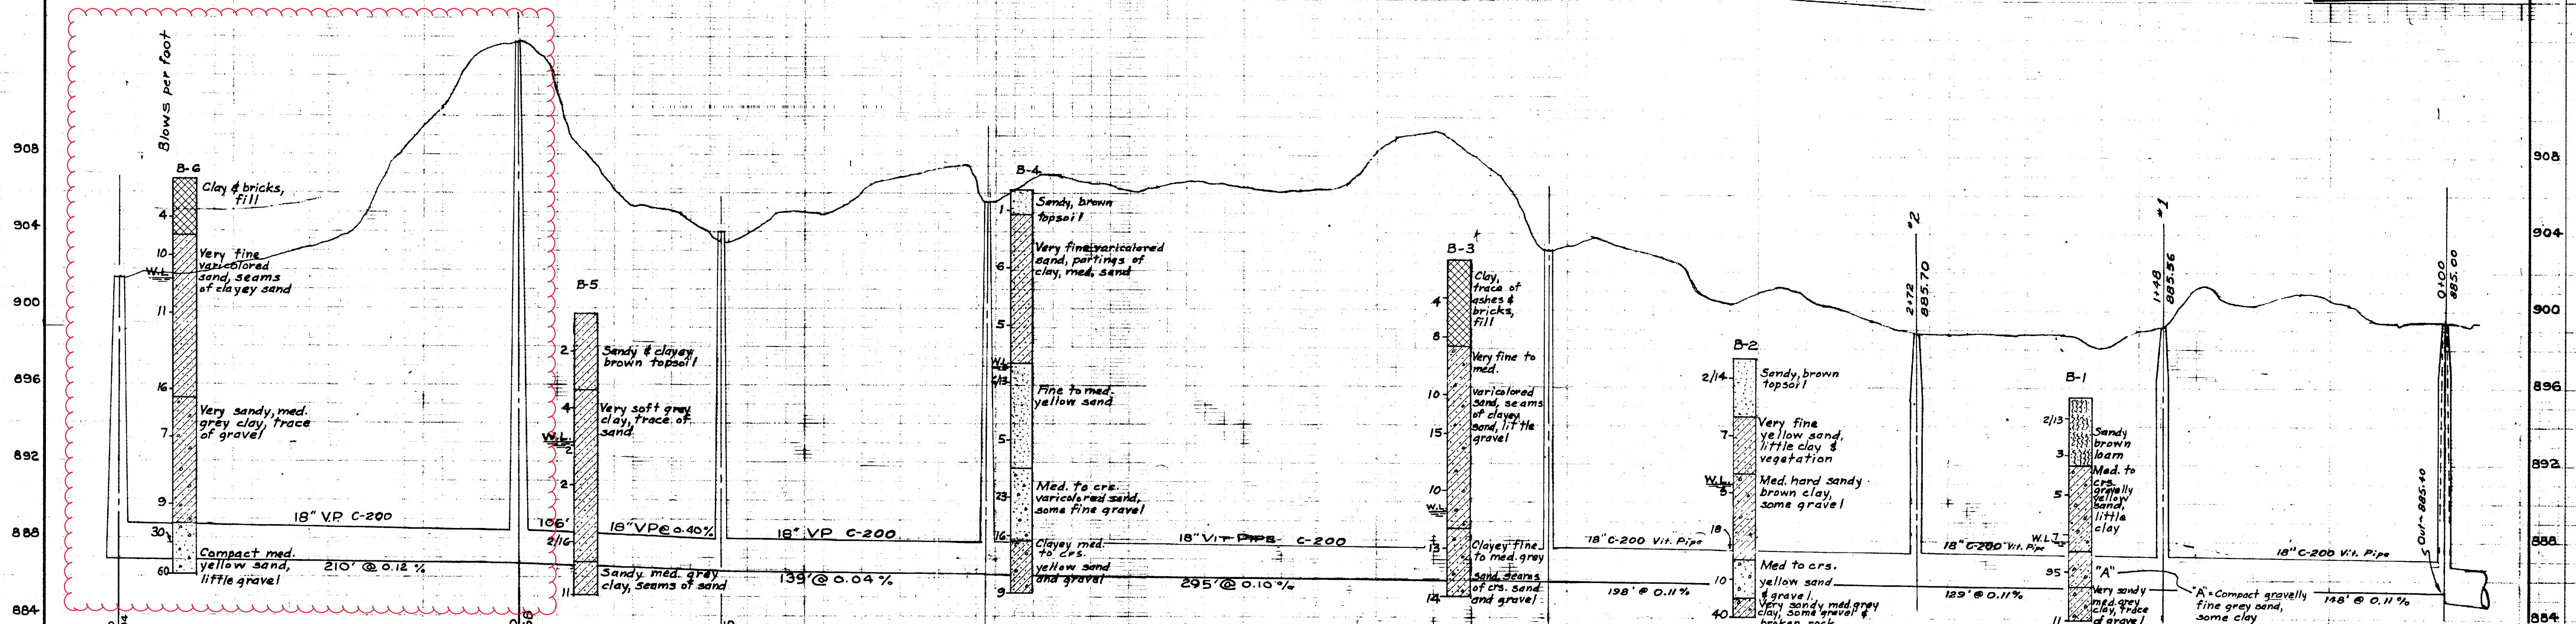 Blows per foot
908
904
900
896
892
888
884
B-6
Clay & bricks,
fill
4
10
W.L.
Very fine
varicolored
sand, seams
of clayey sand
11
16
Very sandy, med.
grey clay, trace
of gravel
7
9
30
60
Compact med.
yellow sand,
little gravel
18" V.P. C-200
210' @ 0.12 %
B-5
2
Sandy & clayey
brown topsoil
4
Very soft grey
clay, trace of
sand
W.L.
2
2
106'
18" VP @ 0.40%
2/16
Sandy med. grey
clay, seams of sand
11
18" VP C-200
139' @ 0.04 %
B-4
1
Sandy, brown
topsoil
Very fine varicolored
sand, partings of
clay, med. sand
6
5
W.L.
Fine to med.
yellow sand
5
Med. to crs.
varicolored sand,
some fine gravel
23
16
Clayey med.
to crs.
yellow sand
and gravel
9
18" Vit Pipe C-200
295' @ 0.10 %
B-3
Clay,
trace of
ashes &
bricks,
fill
4
8
Very fine to
med.
varicolored
sand, seams
of clayey
sand, little
gravel
10
15
10
W.L.
13
Clayey fine
to med. grey
sand, seams
of crs. sand
and gravel
14
18" C-200 Vit. Pipe
198' @ 0.11%
B-2
2/14
Sandy, brown
topsoil
7
Very fine
yellow sand,
little clay &
vegetation
W.L.
5
Med. hard sandy
brown clay,
some gravel
18
10
Med to crs.
yellow sand
& gravel.
Very sandy med. grey
clay, some gravel &
broken rock
40
#2
2+72
885.70
18" C-200 Vit. Pipe
129' @ 0.11%
B-1
2/13
Sandy
brown
loam
3
Med. to
crs.
gravelly
yellow
sand,
little
clay
5
W.L. 7
95
"A"
Very sandy
med. grey
clay, trace
of gravel
11
"A" = Compact gravelly
fine grey sand,
some clay
#1
1+48
885.56
18" C-200 Vit. Pipe
148' @ 0.11 %
0+00
885.00
S Out = 885.40
908
904
900
896
892
888
884